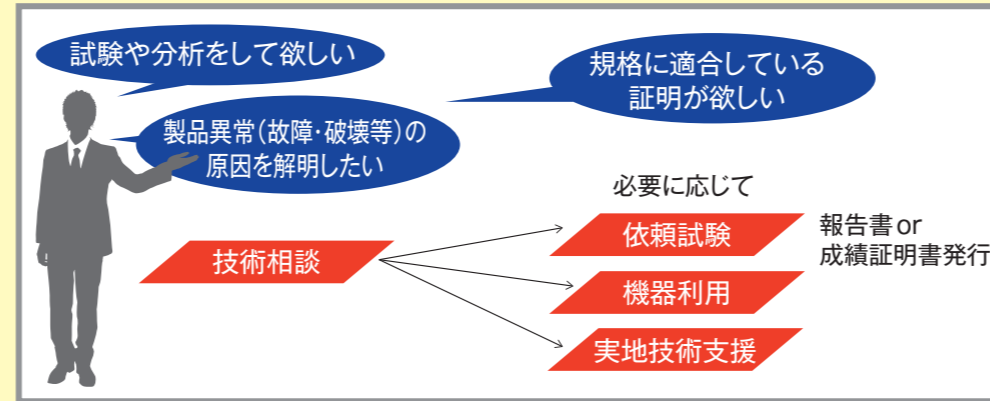 試験や分析をして欲しい
規格に適合している
証明が欲しい
製品異常（故障・破壊等）の
原因を解明したい
必要に応じて
技術相談
依頼試験
報告書or
成績証明書発行
機器利用
実地技術支援